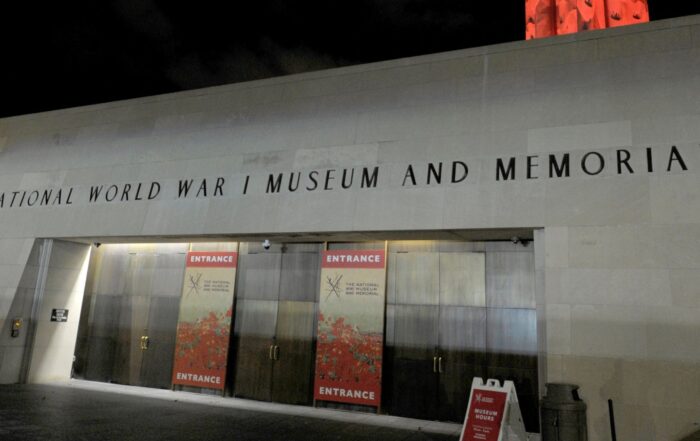 NATIONAL WORLD WAR I MUSEUM AND MEMORIA
ENTRANCE
THE NATIONAL
WWI MUSEUM
AND MEMORIAL
ENTRANCE
ENTRANCE
THE NATIONAL
WWI MUSEUM
AND MEMORIAL
ENTRANCE
MUSEUM
HOURS